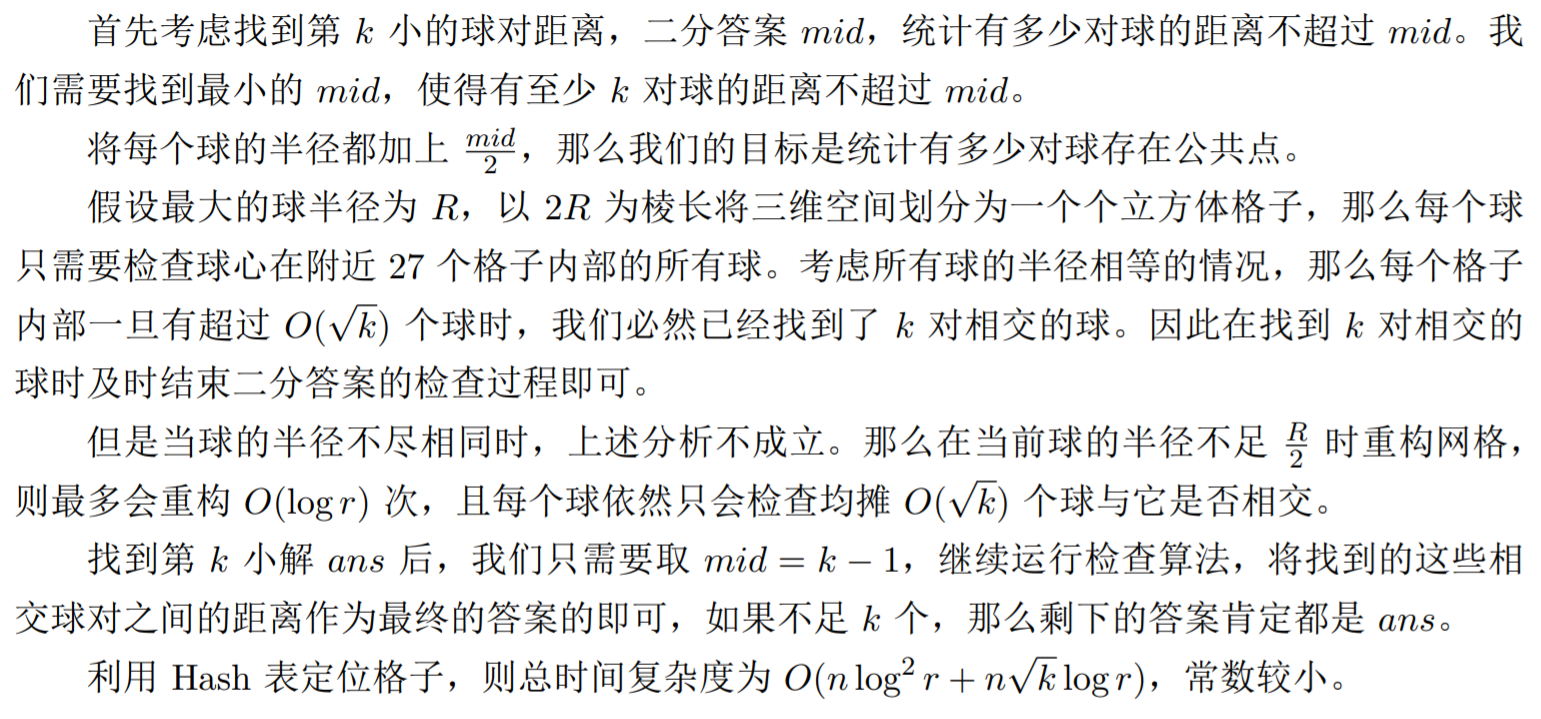 首先考虑找到第 k 小的球对距离，二分答案 mid，统计有多少对球的距离不超过 mid。我
们需要找到最小的 mid，使得有至少 k 对球的距离不超过 mid。
将每个球的半径都加上 $\frac{mid}{2}$，那么我们的目标是统计有多少对球存在公共点。
假设最大的球半径为 R，以 2R 为棱长将三维空间划分为一个个立方体格子，那么每个球
只需要检查球心在附近 27 个格子内部的所有球。考虑所有球的半径相等的情况，那么每个格子
内部一旦有超过 $O(\sqrt{k})$ 个球时，我们必然已经找到了 k 对相交的球。因此在找到 k 对相交的
球时及时结束二分答案的检查过程即可。
但是当球的半径不尽相同时，上述分析不成立。那么在当前球的半径不足 $\frac{R}{2}$ 时重构网格，
则最多会重构 $O(\log r)$ 次，且每个球依然只会检查均摊 $O(\sqrt{k})$ 个球与它是否相交。
找到第 k 小解 ans 后，我们只需要取 mid = k − 1，继续运行检查算法，将找到的这些相
交球对之间的距离作为最终的答案的即可，如果不足 k 个，那么剩下的答案肯定都是 ans。
利用 Hash 表定位格子，则总时间复杂度为 $O(n\log^2 r + n\sqrt{k}\log r)$，常数较小。